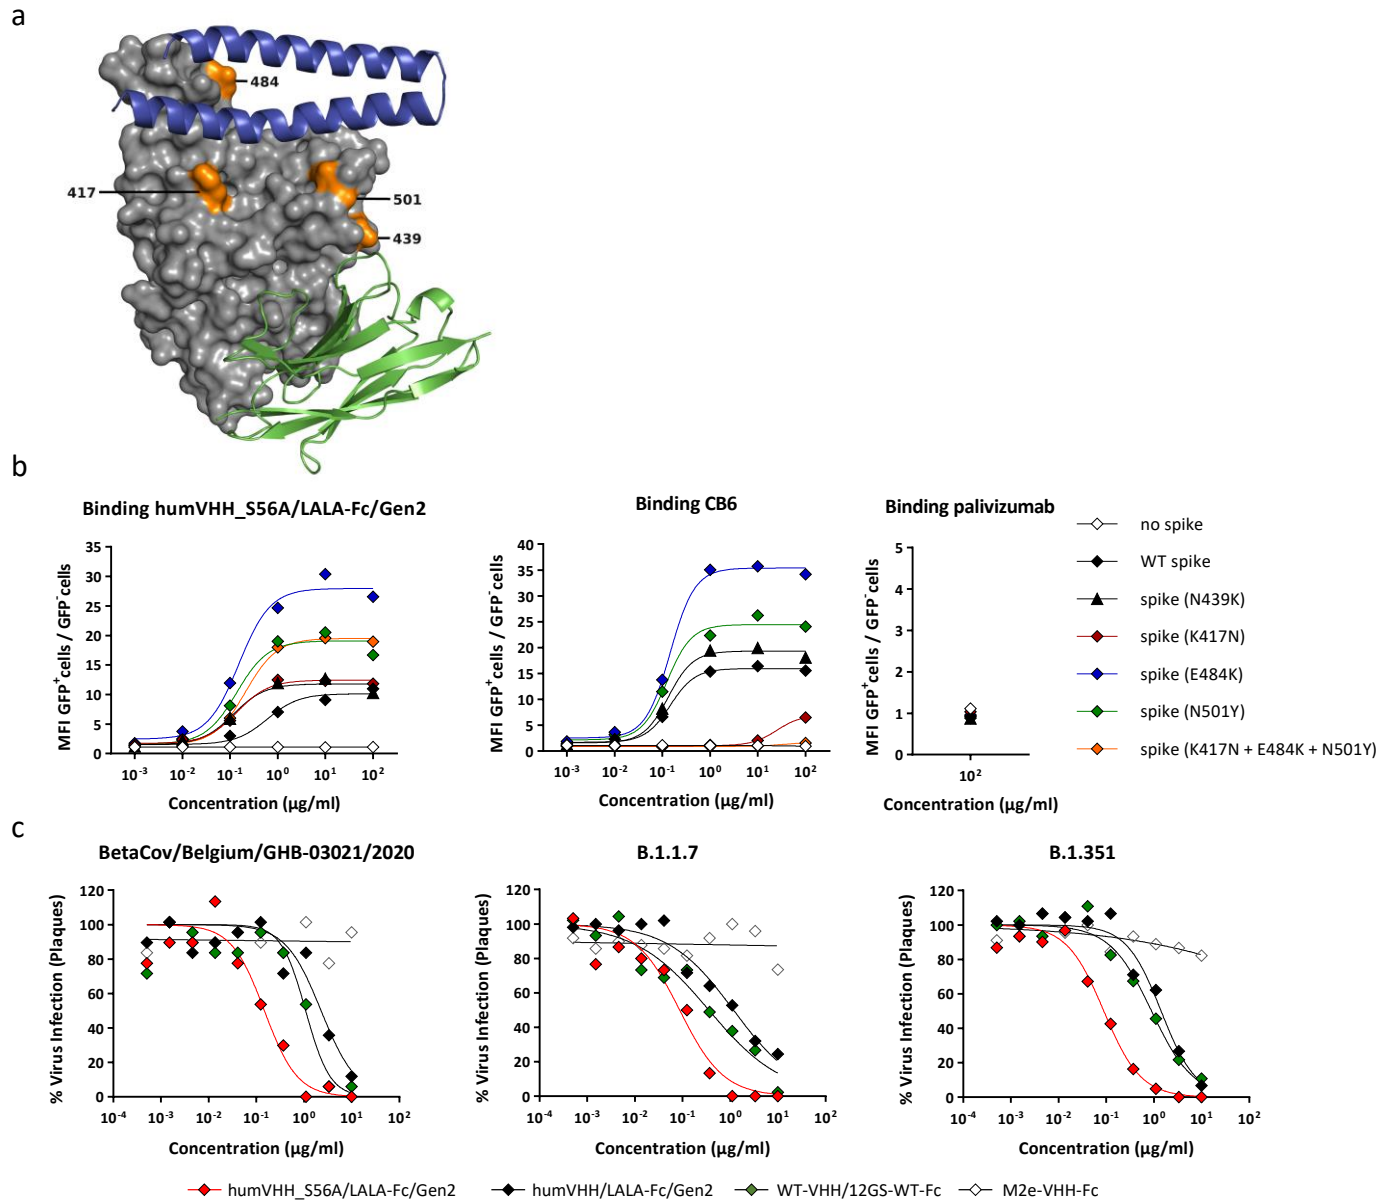 a
484
417
501
439
b
Binding humVHH_S56A/LALA-Fc/Gen2
MFI GFP+cells / GFP-cells
35
30
25
20
15
10
5
0
10-3 10-2 10-1 100 101 102
Concentration (µg/ml)
Binding CB6
MFI GFP+cells / GFP-cells
40
35
30
25
20
15
10
5
0
10-3 10-2 10-1 100 101 102
Concentration (µg/ml)
Binding palivizumab
MFI GFP+cells / GFP-cells
5
4
3
2
1
0
102
Concentration (µg/ml)
no spike
WT spike
spike (N439K)
spike (K417N)
spike (E484K)
spike (N501Y)
spike (K417N + E484K + N501Y)
c
BetaCov/Belgium/GHB-03021/2020
% Virus Infection (Plaques)
120
100
80
60
40
20
0
10-4 10-3 10-2 10-1 100 101 102
Concentration (µg/ml)
B.1.1.7
% Virus Infection (Plaques)
120
100
80
60
40
20
0
10-4 10-3 10-2 10-1 100 101 102
Concentration (µg/ml)
B.1.351
% Virus Infection (Plaques)
120
100
80
60
40
20
0
10-4 10-3 10-2 10-1 100 101 102
Concentration (µg/ml)
humVHH_S56A/LALA-Fc/Gen2 humVHH/LALA-Fc/Gen2 WT-VHH/12GS-WT-Fc M2e-VHH-Fc